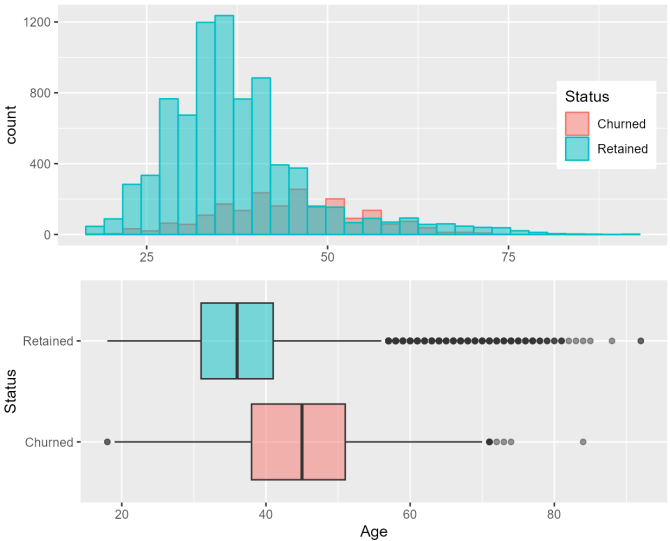 1200
800
400
0
count
25
50
75
Status
Churned
Retained
Retained
Churned
Status
20
40
60
80
Age